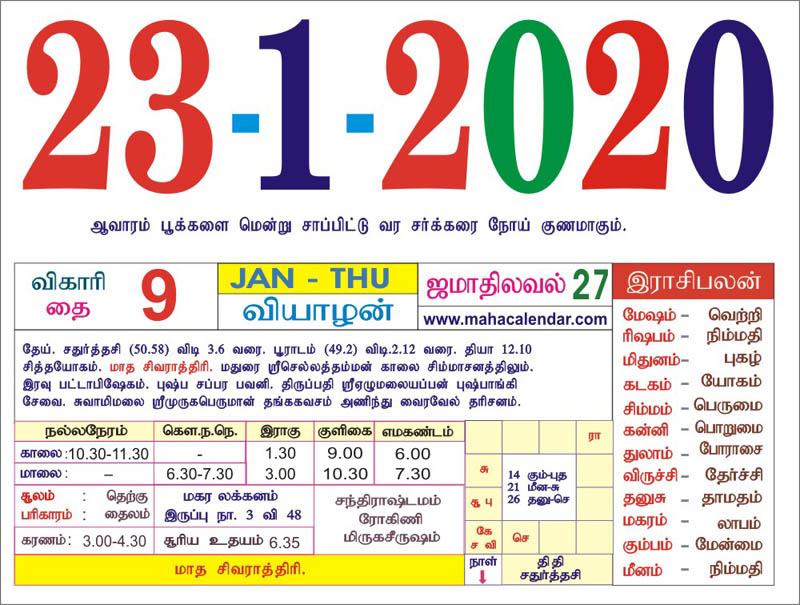 23-1-2020
ஆவாரம் பூக்களை மென்று சாப்பிட்டு வர சர்க்கரை நோய் குணமாகும்.
விகாரி
தை 9
JAN - THU
வியாழன்
ஜமாதிலவல் 27
www.mahacalendar.com
தேய். சதுர்த்தசி (50.58) விடி 3.6 வரை. பூராடம் (49.2) விடி.2.12 வரை. தியா 12.10
சித்தயோகம். மாத சிவராத்திரி. மதுரை ஸ்ரீசெல்லத்தம்மன் காலை சிம்மாசனத்திலும்.
இரவு பட்டாபிஷேகம். புஷ்ப சப்பர பவனி. திருப்பதி ஸ்ரீஏழுமலையப்பன் புஷ்பாங்கி
சேவை. சுவாமிமலை ஸ்ரீமுருகபெருமான் தங்ககவசம் அணிந்து வைரவேல் தரிசனம்.
நல்லநேரம் கௌ.ந.நெ. இராகு குளிகை எமகண்டம்
காலை :10.30-11.30 - 1.30 9.00 6.00
மாலை: – 6.30-7.30 3.00 10.30 7.30
சூலம் : தெற்கு
பரிகாரம் : தைலம்
மகர லக்கனம்
இருப்பு நா. 3 வி 48
சந்திராஷ்டமம்
ரோகிணி
மிருகசீருஷம்
கரணம்: 3.00-4.30 சூரிய உதயம் 6.35
மாத சிவராத்திரி.
ரா
சு
சூ பு
கே
ச வி
செ
14 கும்-புத
21 மீன-சு
26 தனு-செ
நாள்
திதி
சதுர்த்தசி
இராசிபலன்
மேஷம் – வெற்றி
ரிஷபம் – நிம்மதி
மிதுனம்– புகழ்
கடகம் – யோகம்
சிம்மம் – பெருமை
கன்னி – பொறுமை
துலாம் – போராசை
விருச்சி– தேர்ச்சி
தனுசு – தாமதம்
மகரம் – லாபம்
கும்பம் – மேன்மை
மீனம் – நிம்மதி